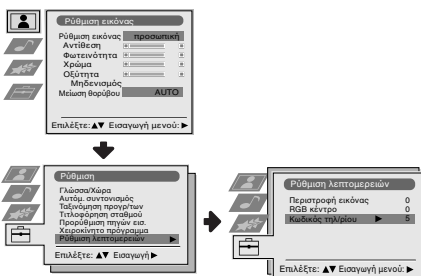 Ρύθμιση εικόνας
Ρύθμιση εικόνας προσωπική
Αντίθεση
Φωτεινότητα
Χρώμα
Οξύτητα
Μηδενισμός
Μείωση θορύβου AUTO
Επιλέξτε:▲▼ Εισαγωγή μενού:▶
Ρύθμιση
Γλώσσα/Χώρα
Αυτόμ. συντονισμός
Ταξινόμηση προγρ/των
Τιτλοφόρηση σταθμού
Προρύθμιση πηγών εισ.
Χειροκίνητο πρόγραμμα
Ρύθμιση λεπτομερειών ▶
Επιλέξτε: ▲▼ Εισαγωγή▶
Ρύθμιση λεπτομερειών
Περιστροφή εικόνας 0
RGB κέντρο 0
Κωδικός τηλ/ρίου ▶ 5
Επιλέξτε: ▲▼ Εισαγωγή μενού: ▶